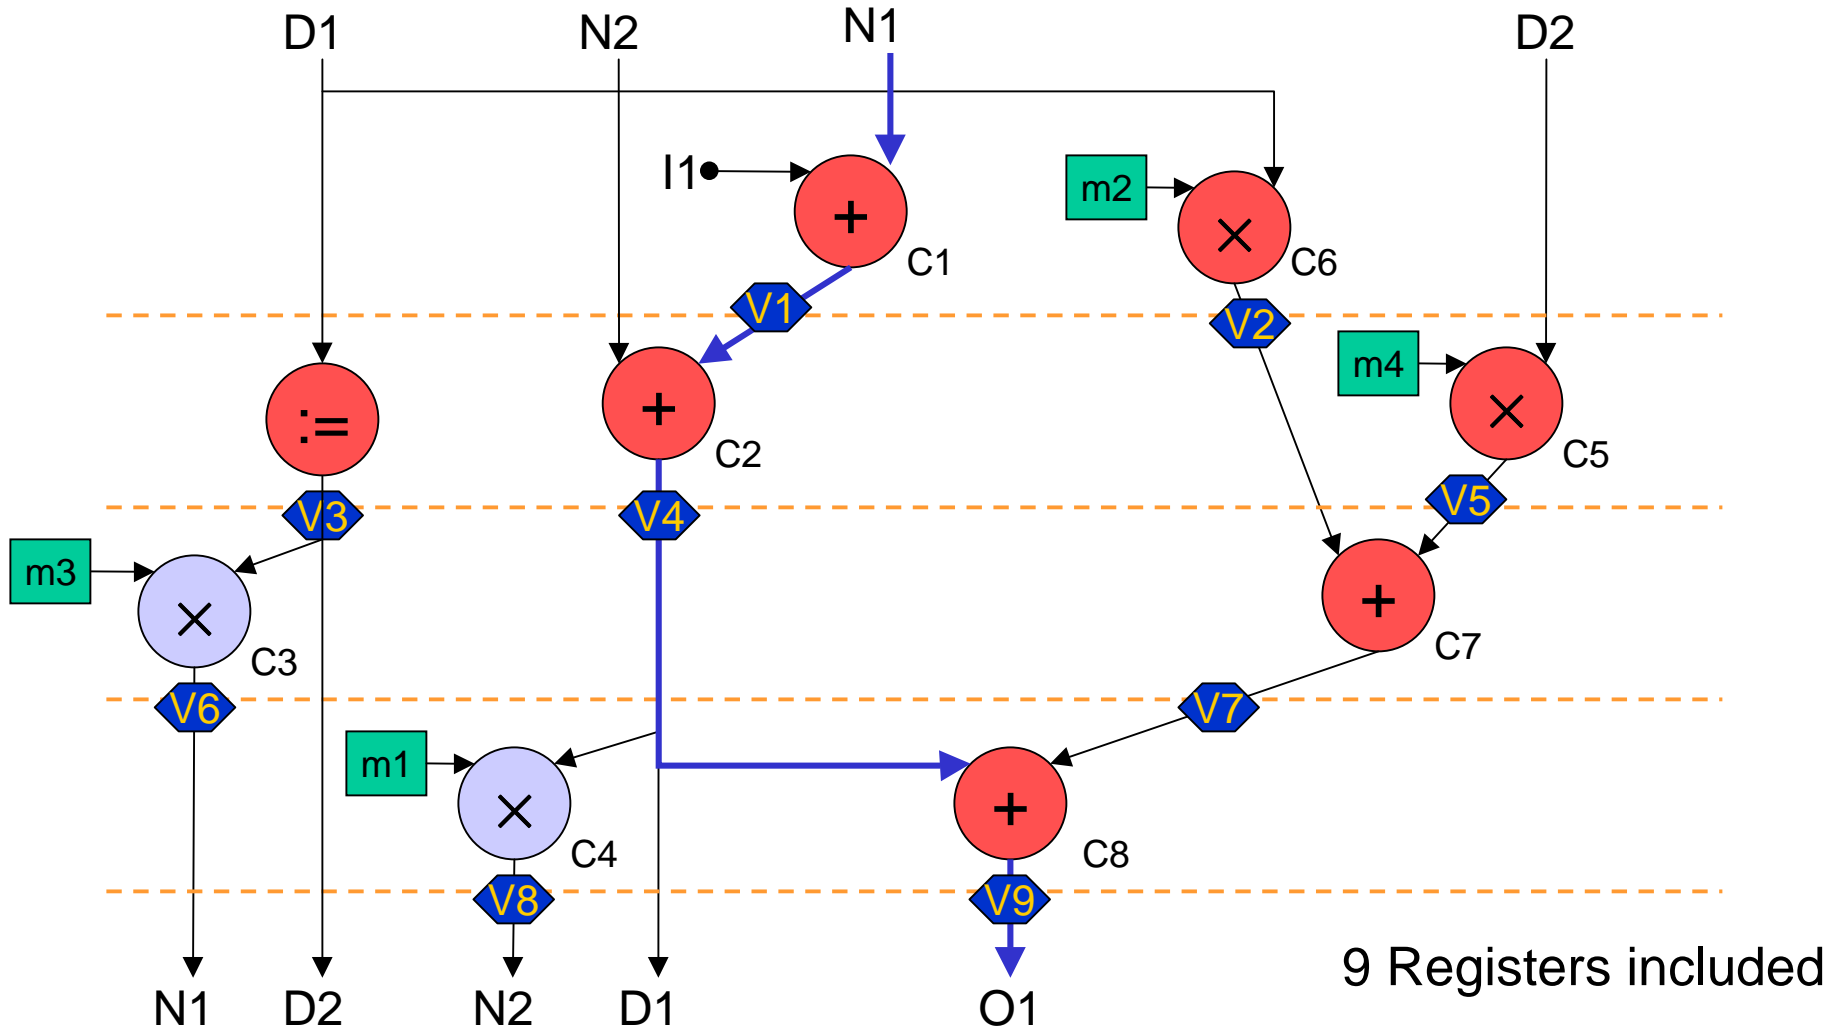 D1 N2 N1 D2
I1 + m2 × C1 C6
V1 V2
m4 × C5
:= + C2
V3 V4 V5
m3 × C3 + C7
V6 V7
m1 × C4 + C8
V8 V9
9 Registers included
N1 D2 N2 D1 O1